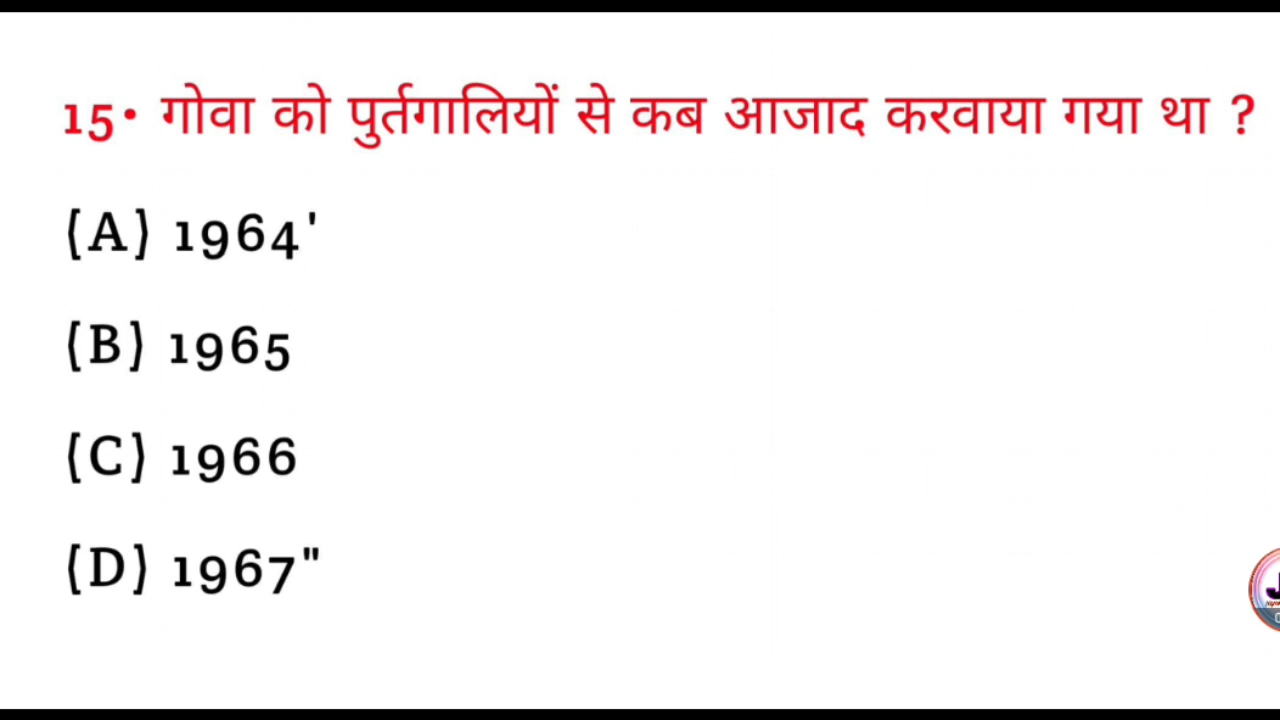 15• गोवा को पुर्तगालियों से कब आजाद करवाया गया था ?
(A) 1964'
(B) 1965
(C) 1966
(D) 1967"